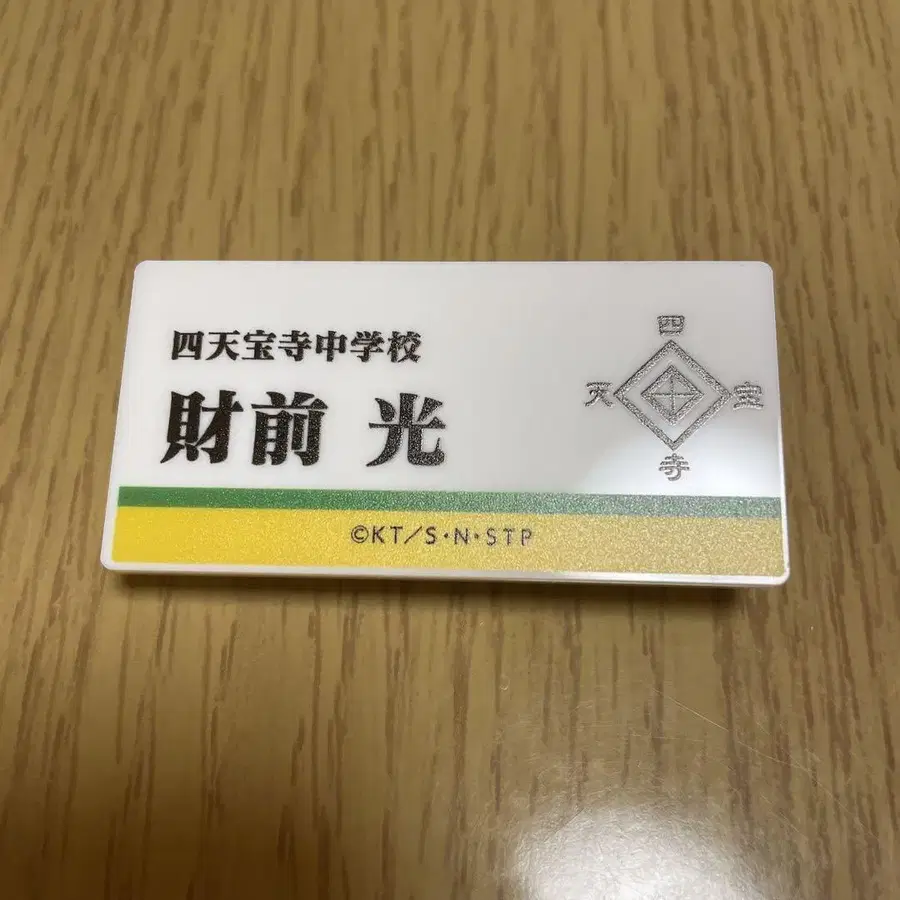 四天宝寺中学校
財前 光
四
天 宝
寺
©KT/S・N・STP